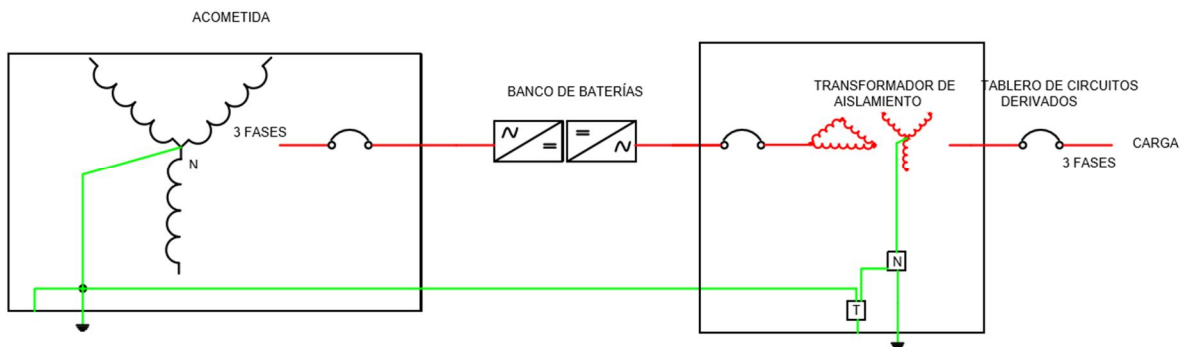 ACOMETIDA
3 FASES
N
BANCO DE BATERÍAS
TRANSFORMADOR DE
AISLAMIENTO
TABLERO DE CIRCUITOS
DERIVADOS
3 FASES
CARGA
N
T